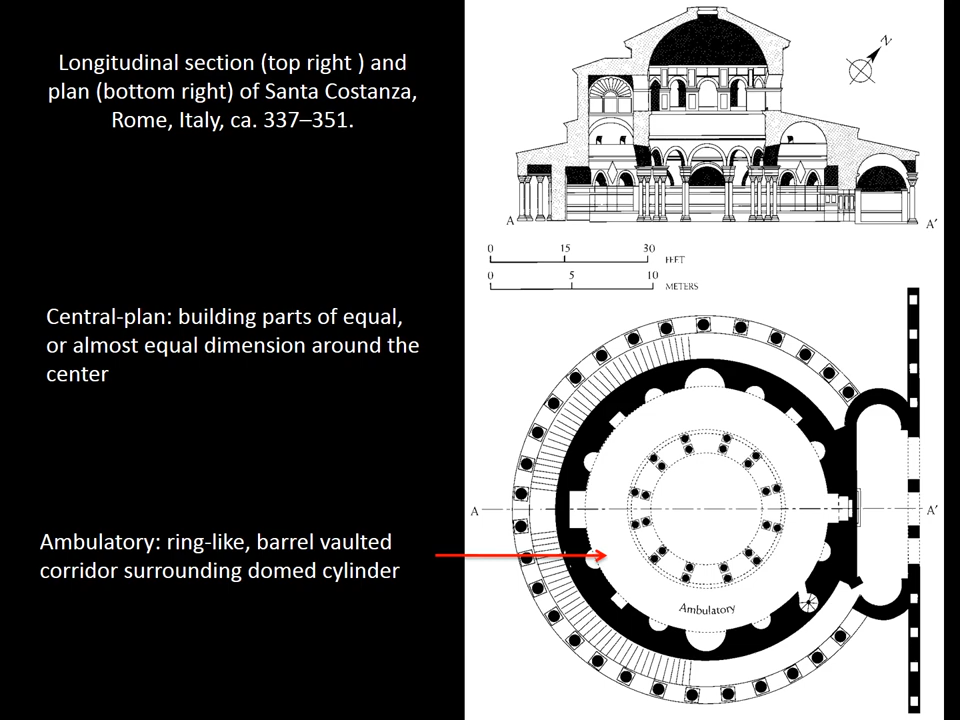 Longitudinal section (top right ) and
plan (bottom right) of Santa Costanza,
Rome, Italy, ca. 337–351.
N
A
A'
0 15 30
FEET
0 5 10
METERS
Central-plan: building parts of equal,
or almost equal dimension around the
center
A
A'
Ambulatory: ring-like, barrel vaulted
corridor surrounding domed cylinder
Ambulatory